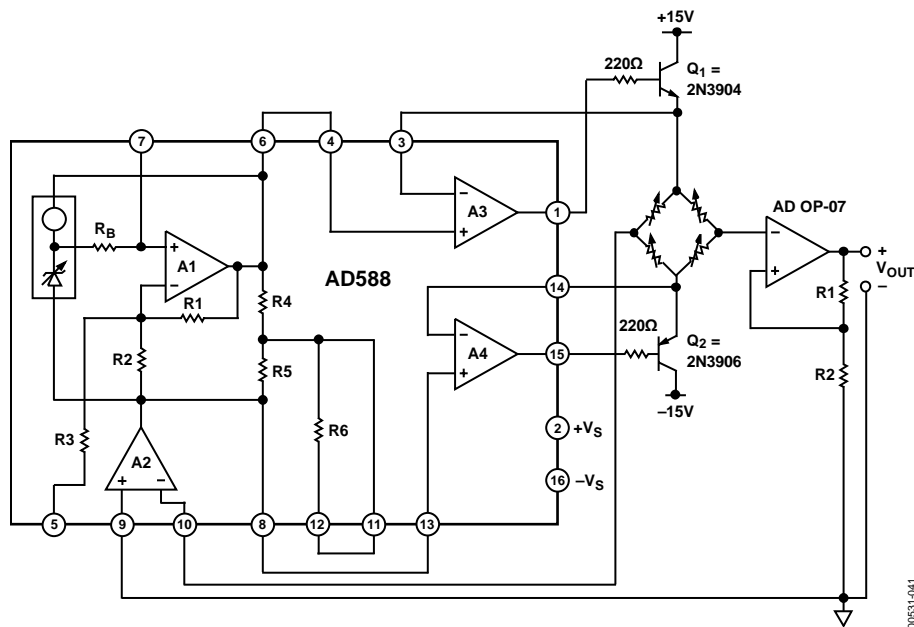 +15V
220Ω
Q1 =
2N3904
7
6
4
3
A3
1
AD OP-07
RB
A1
AD588
R1
R4
14
+
VOUT
–
R1
220Ω
Q2 =
2N3906
R2
R5
A4
15
R2
–15V
R3
R6
2
+VS
A2
16
–VS
5
9
10
8
12
11
13
00531-041